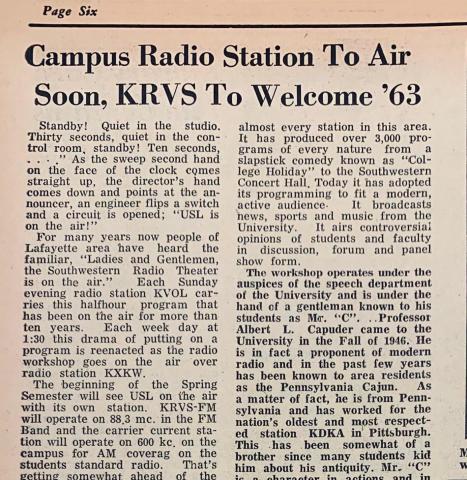 Page Six
Campus Radio Station To Air
Soon, KRVS To Welcome '63
Standby! Quiet in the studio.
Thirty seconds, quiet in the con-
trol room, standby! Ten seconds,
. . . ." As the sweep second hand
on the face of the clock comes
straight up, the director's hand
comes down and points at the an-
nouncer, an engineer flips a switch
and a circuit is opened; "USL is
on the air!"
For many years now people of
Lafayette area have heard the
familiar, "Ladies and Gentlemen,
the Southwestern Radio Theater
is on the air." Each Sunday
evening radio station KVOL car-
ries this halfhour program that
has been on the air for more than
ten years. Each week day at
1:30 this drama of putting on a
program is reenacted as the radio
workshop goes on the air over
radio station KXKW.
The beginning of the Spring
Semester will see USL on the air
with its own station. KRVS-FM
will operate on 88.3 mc. in the FM
Band and the carrier current sta-
tion will operate on 600 kc. on the
campus for AM coverag on the
students standard radio. That's
getting somewhat ahead of the
almost every station in this area.
It has produced over 3,000 pro-
grams of every nature from a
slapstick comedy known as "Col-
lege Holiday" to the Southwestern
Concert Hall. Today it has adopted
its programming to fit a modern,
active audience. It broadcasts
news, sports and music from the
University. It airs controversial
opinions of students and faculty
in discussion, forum and panel
show form.
The workshop operates under the
auspices of the speech department
of the University and is under the
hand of a gentleman known to his
students as Mr. "C". . .Professor
Albert L. Capuder came to the
University in the Fall of 1946. He
is in fact a proponent of modern
radio and in the past few years
has been known to area residents
as the Pennsylvania Cajun. As
a matter of fact, he is from Penn-
sylvania and has worked for the
nation's oldest and most respect-
ed station KDKA in Pittsburgh.
This has been somewhat of a
brother since many students kid
him about his antiquity. Mr. "C"
is a character in actions and in
M
w